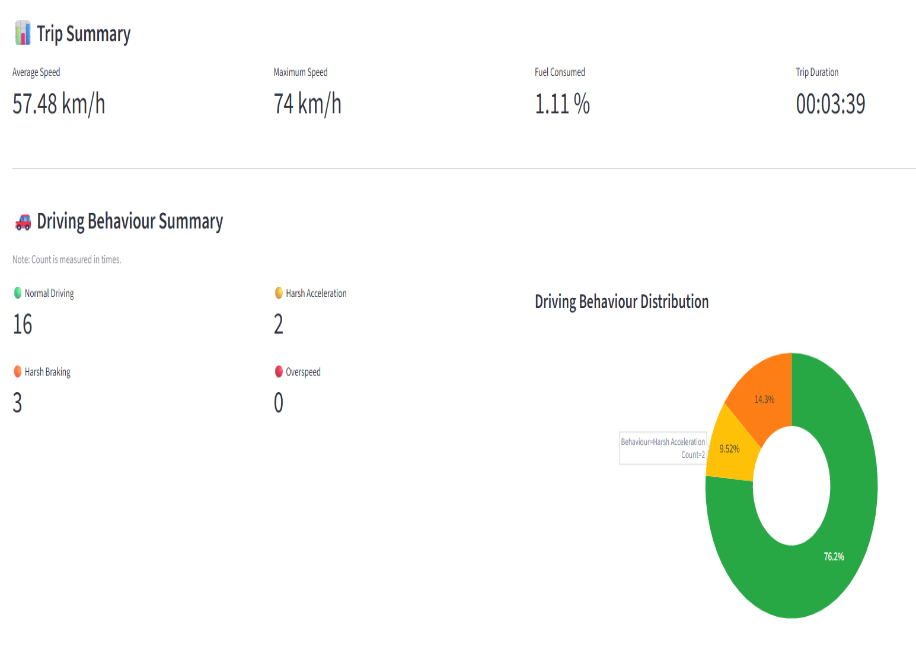 Trip Summary
Average Speed
57.48 km/h
Maximum Speed
74 km/h
Fuel Consumed
1.11 %
Trip Duration
00:03:39
Driving Behaviour Summary
Note: Count is measured in times.
Normal Driving
16
Harsh Acceleration
2
Harsh Braking
3
Overspeed
0
Driving Behaviour Distribution
14.3%
Behaviour=Harsh Acceleration
Count=2
9.52%
76.2%